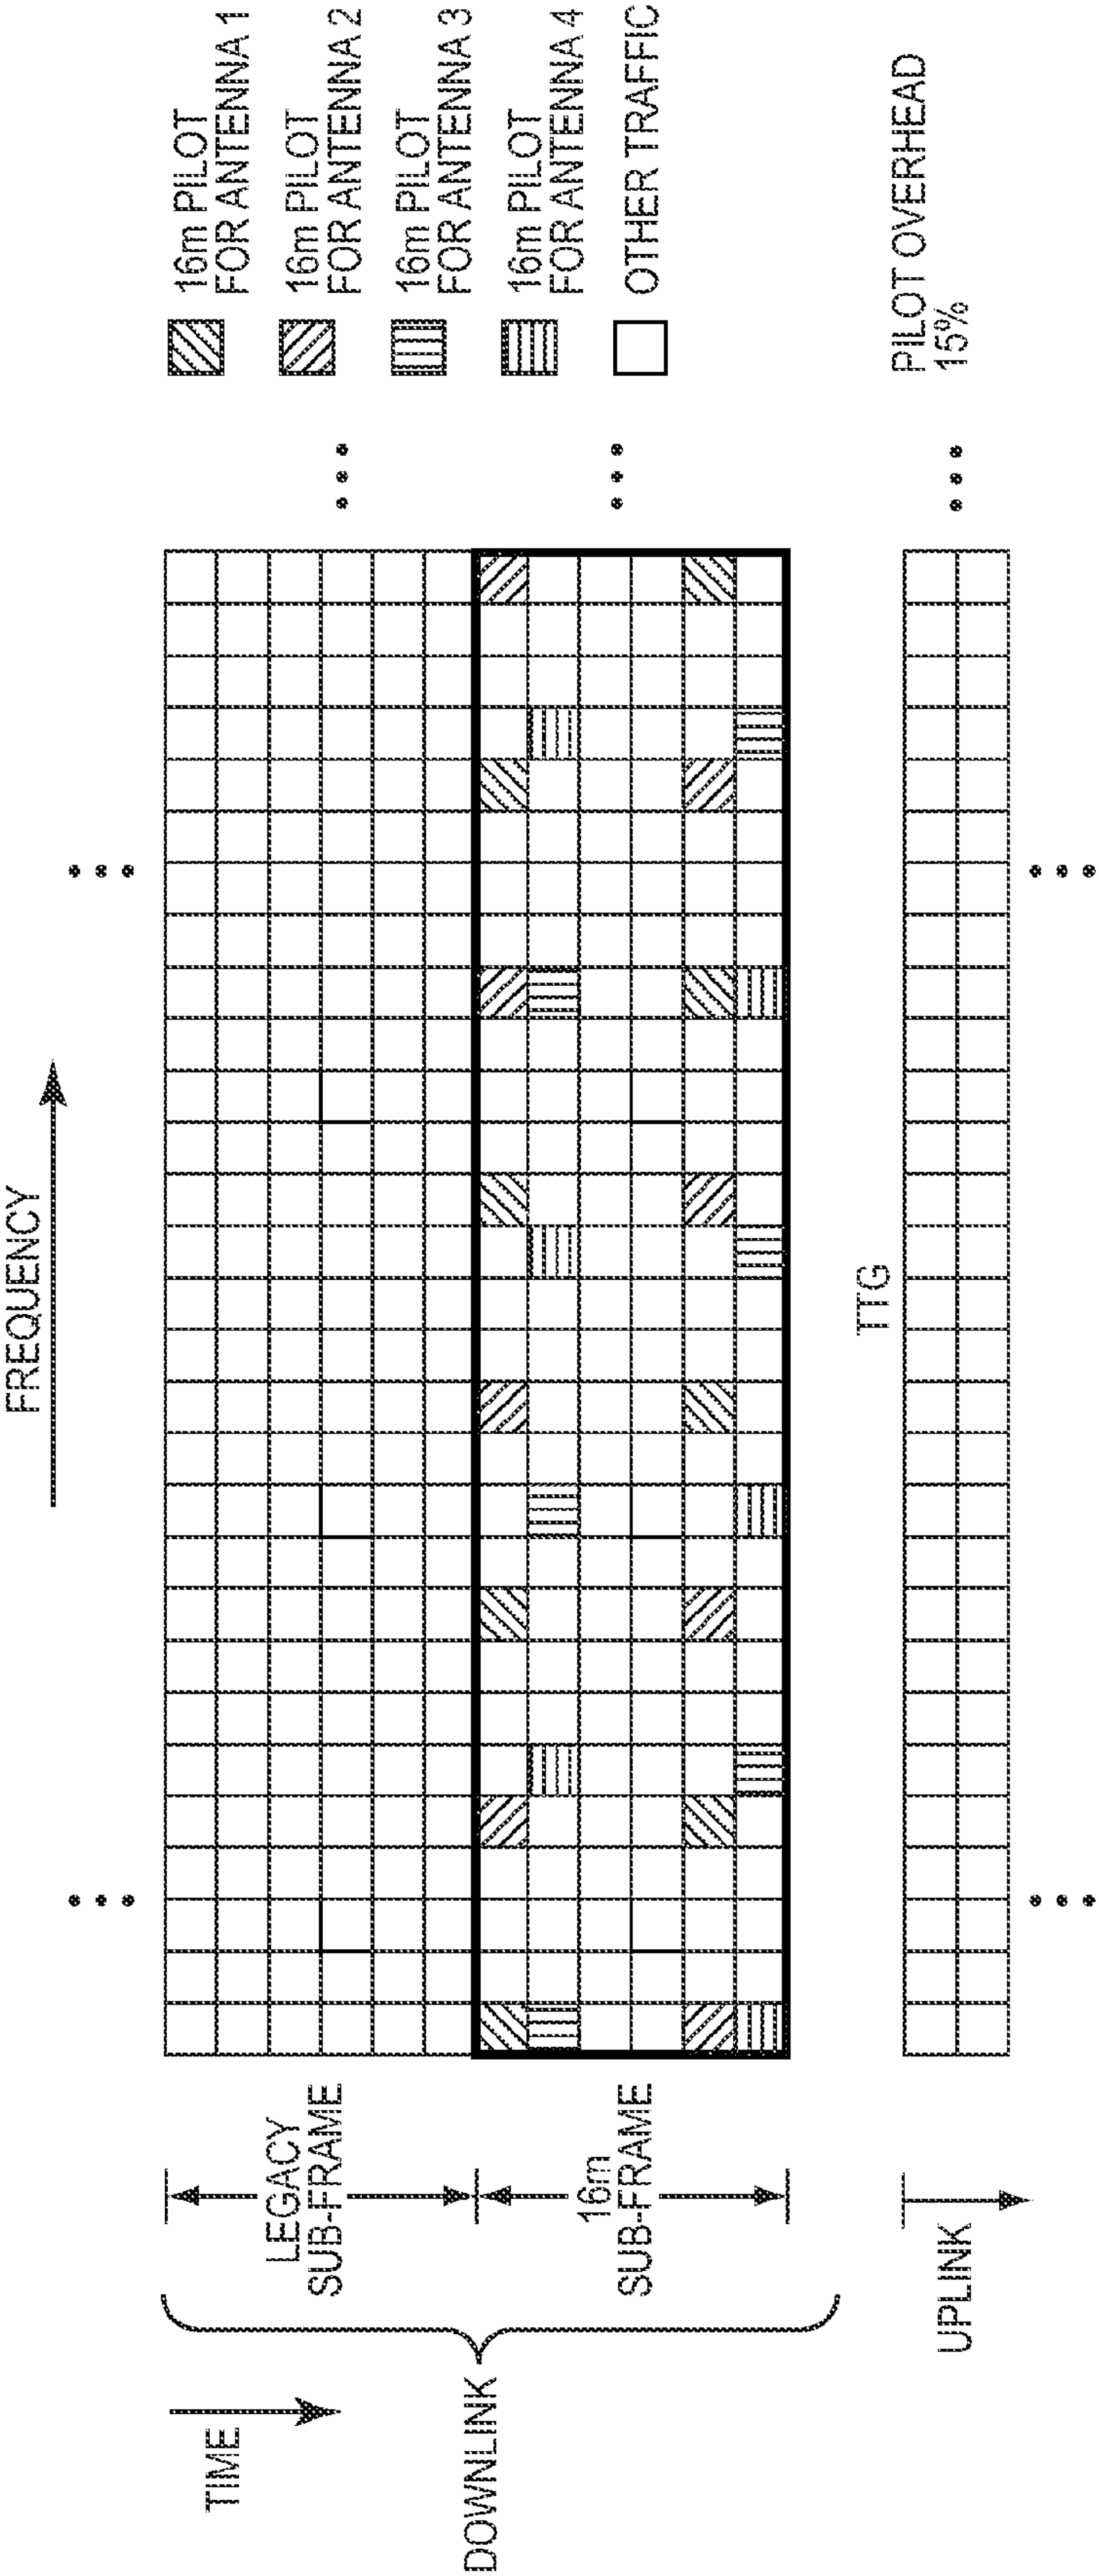 FREQUENCY
TIME
DOWNLINK
LEGACY
SUB-FRAME
16m
SUB-FRAME
TTG
UPLINK
16m PILOT
FOR ANTENNA 1
16m PILOT
FOR ANTENNA 2
16m PILOT
FOR ANTENNA 3
16m PILOT
FOR ANTENNA 4
OTHER TRAFFIC
PILOT OVERHEAD
15%